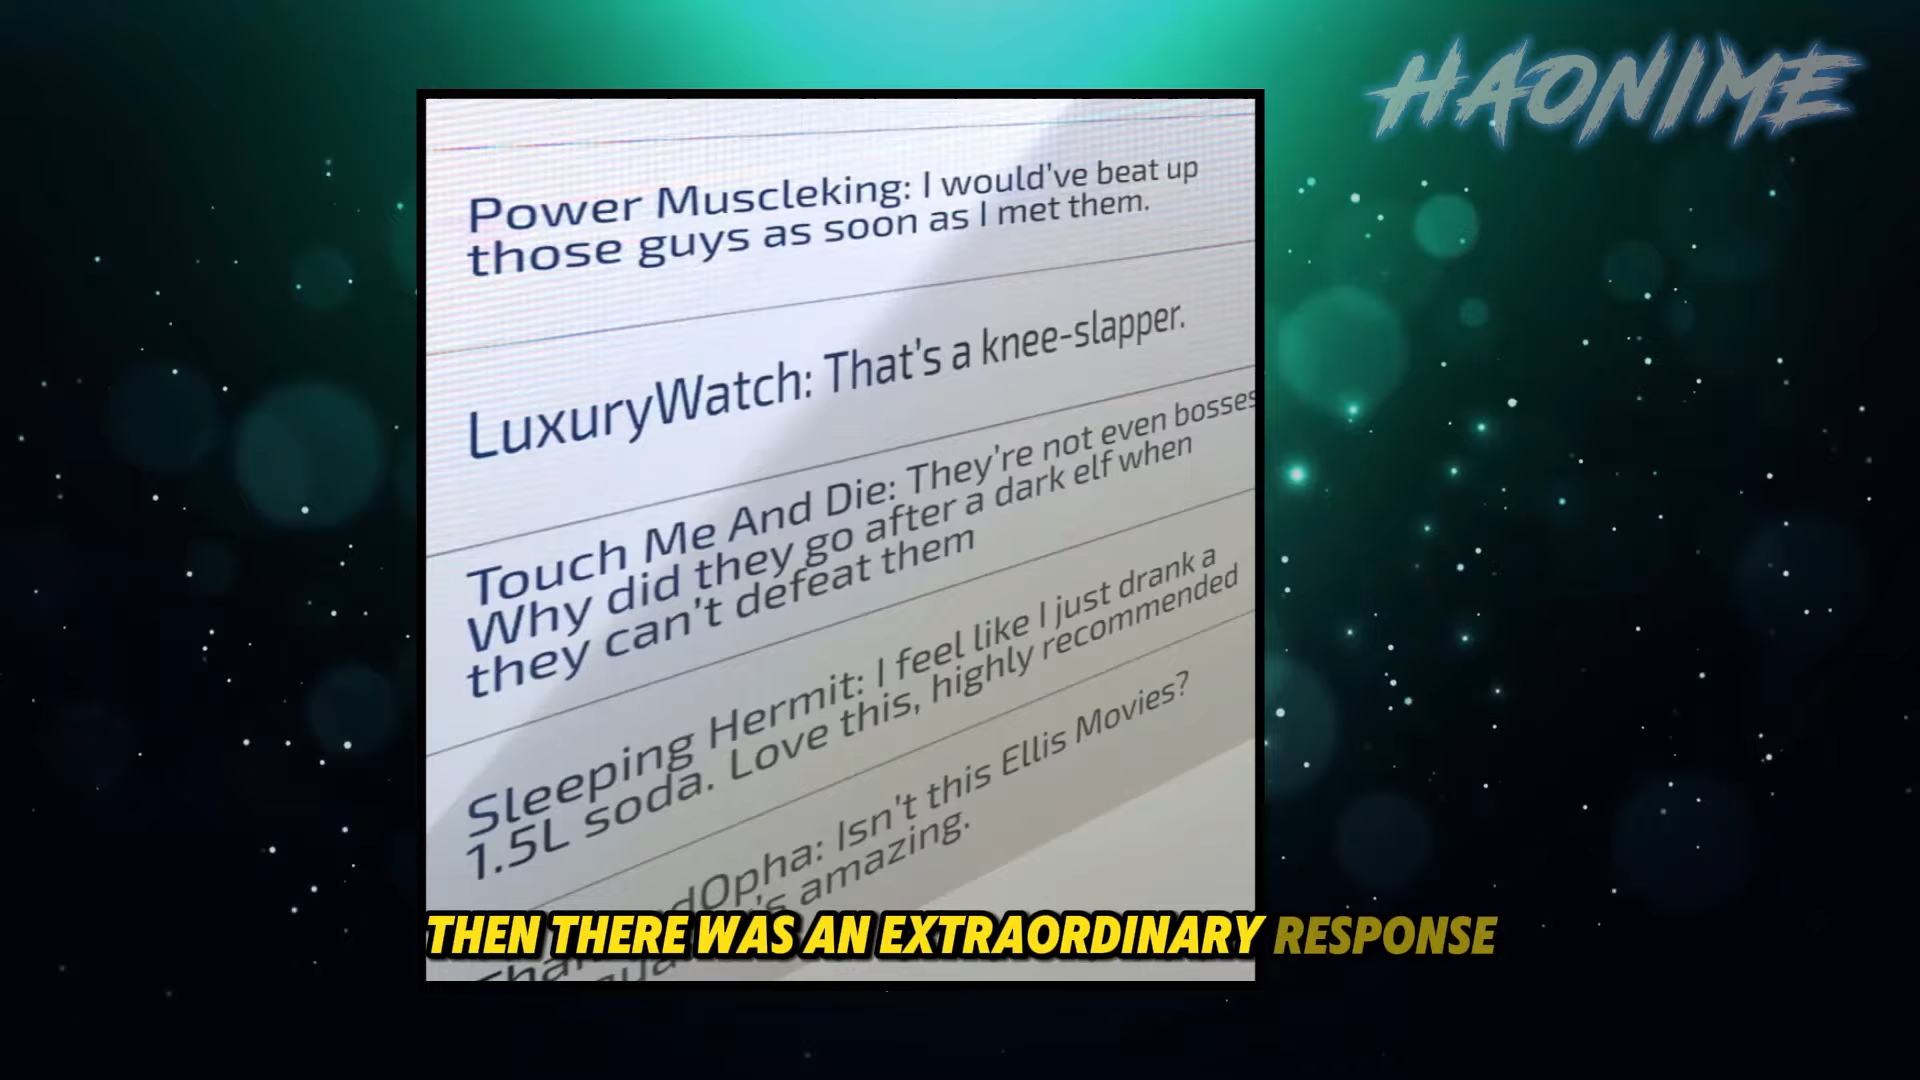 HAONIME
Power Muscleking: I would've beat up
those guys as soon as I met them.
LuxuryWatch: That's a knee-slapper.
Touch Me And Die: They're not even bosses
Why did they go after a dark elf when
they can't defeat them
Sleeping Hermit: I feel like I just drank a
1.5L soda. Love this, highly recommended
dOpha: Isn't this Ellis Movies?
's amazing.
THEN THERE WAS AN EXTRAORDINARY RESPONSE